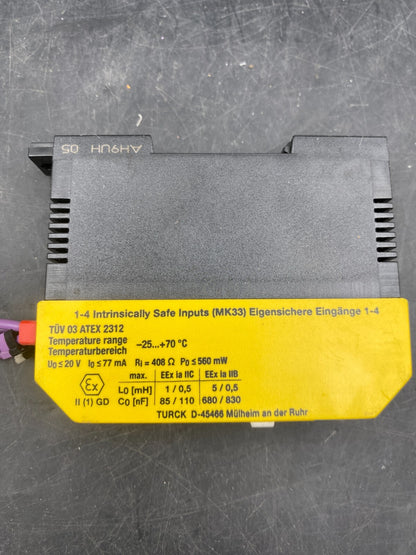 AH9UH 05
1-4 Intrinsically Safe Inputs (MK33) Eigensichere Eingänge 1-4
TÜV 03 ATEX 2312
Temperature range
Temperaturbereich
–25...+70 °C
U0 ≤ 20 V I0 ≤ 77 mA Ri = 408 Ω P0 ≤ 560 mW
Ex
II (1) GD
max. EEx ia IIC EEx ia IIB
L0 [mH] 1 / 0,5 5 / 0,5
C0 [nF] 85 / 110 680 / 830
TURCK D-45466 Mülheim an der Ruhr